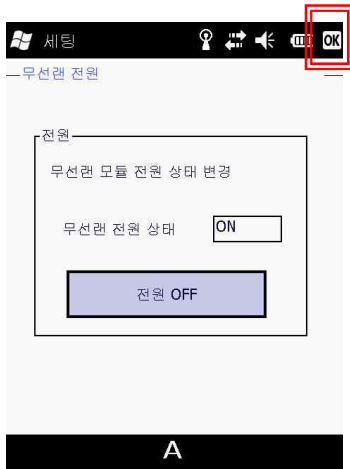 세팅 OK
무선랜 전원
전원
무선랜 모듈 전원 상태 변경
무선랜 전원 상태 ON
전원 OFF
A